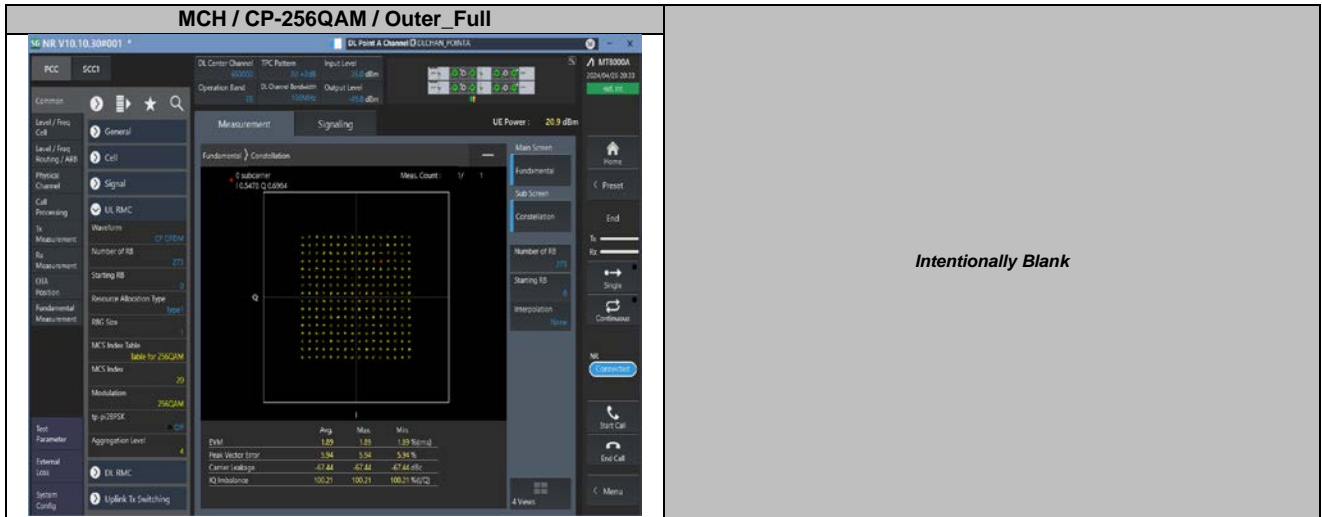 MCH / CP-256QAM / Outer_Full
5G NR V10.10.30#001 *
DL Point A Channel
MT8000A
PCC
SCC1
DL Center Channel
TPC Pattern
Input Level
Operation Band
DL Channel Bandwidth
Output Level
Common
Level / Freq
Cell
Level / Freq
Routing / ARB
Physical
Channel
Call
Processing
Tx
Measurement
Rx
Measurement
OTA
Position
Fundamental
Measurement
Test
Parameter
External
Loss
System
Config
General
Cell
Signal
UL RMC
Waveform
Number of RB
273
Starting RB
0
Resource Allocation Type
Type1
RBG Size
MCS Index Table
Table for 256QAM
MCS Index
20
Modulation
256QAM
Off
Aggregation Level
4
DL RMC
Uplink Tx Switching
Measurement
Signaling
UE Power : 20.9 dBm
Fundamental
Constellation
0 subcarrier
I 0.5470 Q 0.6964
Meas. Count : 1/ 1
Q
I
Avg. Max. Min.
EVM 1.89 1.89 1.89 %(rms)
Peak Vector Error 5.94 5.94 5.94 %
Carrier Leakage -67.44 -67.44 -67.44 dBc
IQ Imbalance 100.21 100.21 100.21 %(I/Q)
Main Screen
Fundamental
Sub Screen
Constellation
Number of RB
273
Starting RB
0
Interpolation
None
4 Views
Home
Preset
End
Tx
Rx
Single
Continuous
NR
Connected
Start Call
End Call
Menu
Intentionally Blank